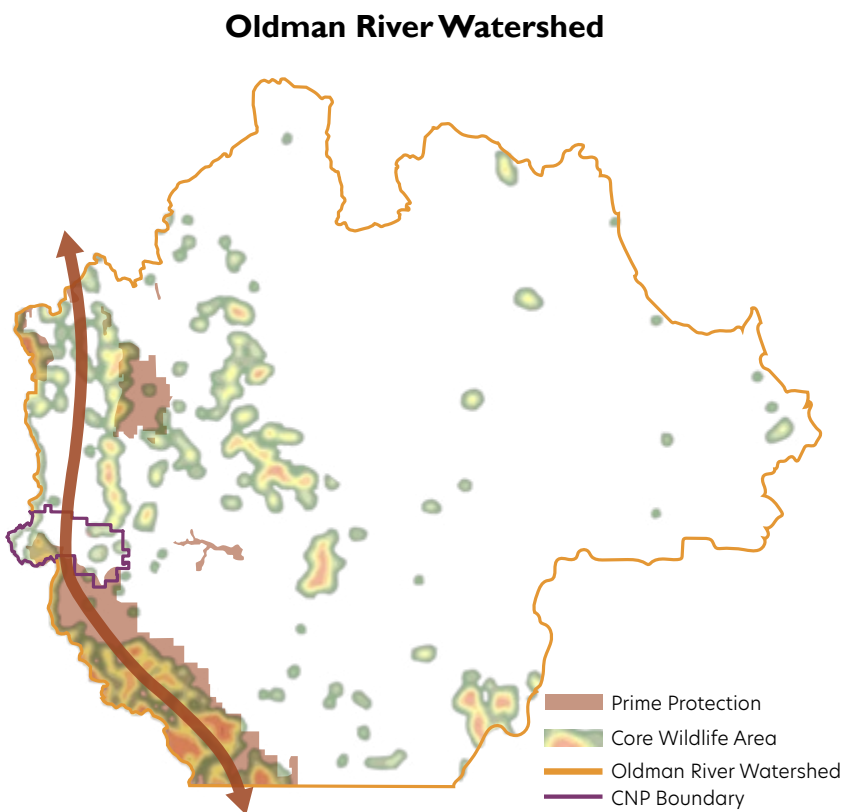 Oldman River Watershed
Prime Protection
Core Wildlife Area
Oldman River Watershed
CNP Boundary